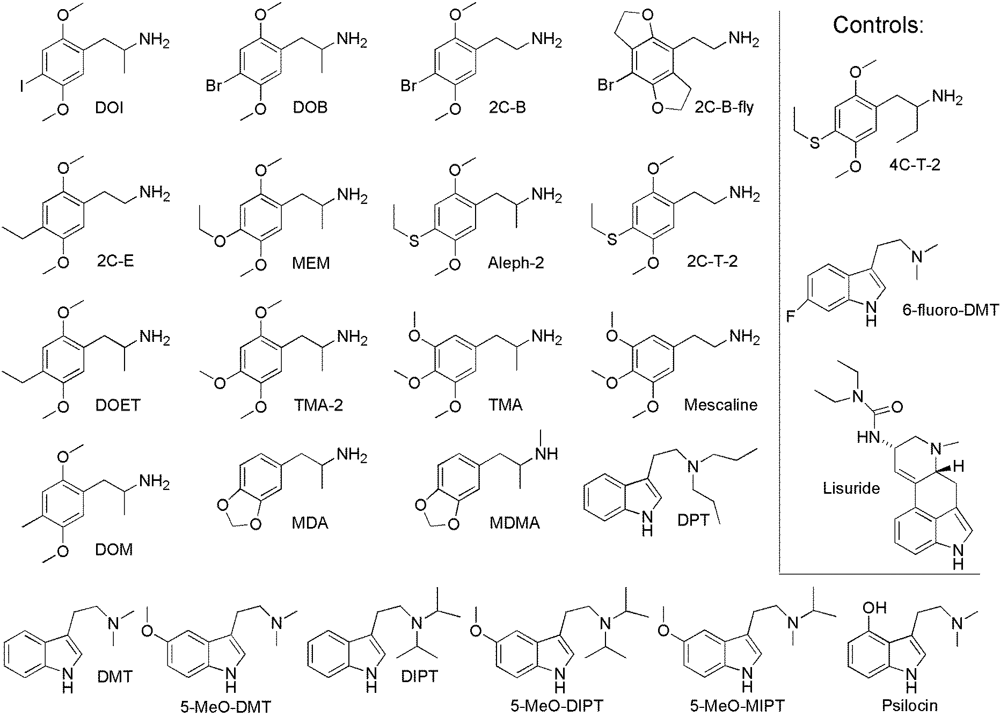 O NH2 I O DOI
O NH2 Br O DOB
O NH2 Br O 2C-B
O NH2 Br O 2C-B-fly
Controls:
O NH2 S O 4C-T-2
O NH2 O 2C-E
O NH2 O O MEM
O NH2 S O Aleph-2
O NH2 S O 2C-T-2
N F N H 6-fluoro-DMT
O NH2 O DOET
O NH2 O O TMA-2
O NH2 O O TMA
O NH2 O O Mescaline
N O HN N H Lisuride N H
O NH2 O DOM
NH2 O O MDA
NH O O MDMA
N N H DPT
N N H DMT
O N N H 5-MeO-DMT
N N H DIPT
O N N H 5-MeO-DIPT
O N N H 5-MeO-MIPT
OH N N H Psilocin